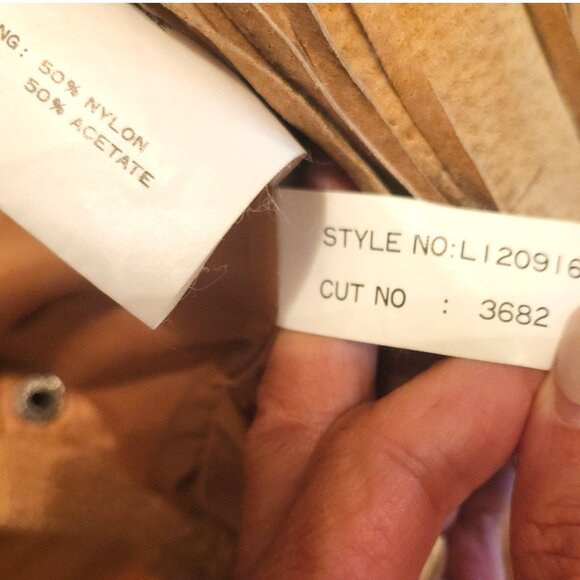 NG: 50% NYLON
50% ACETATE
STYLE NO:L120916
CUT NO : 3682